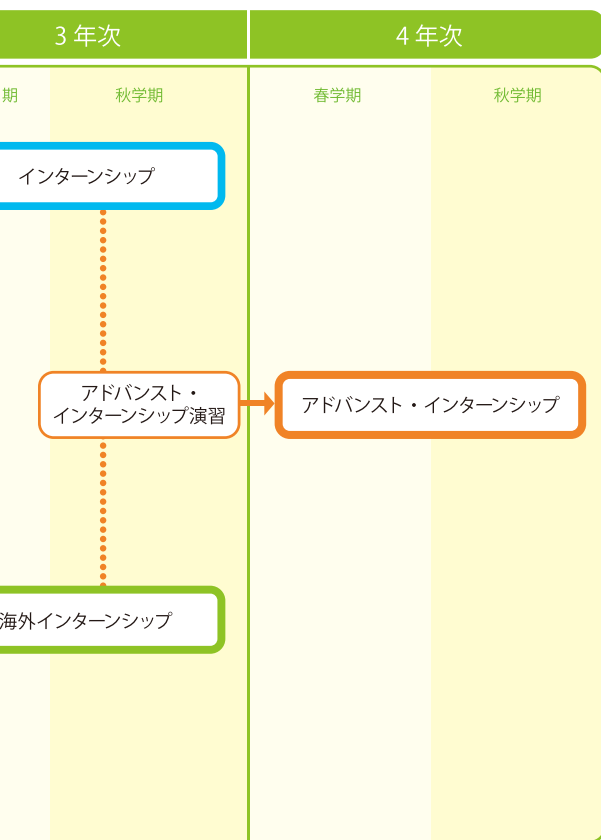 3 年次
4 年次
期
秋学期
春学期
秋学期
インターンシップ
アドバンスト・
インターンシップ演習
アドバンスト・インターンシップ
海外インターンシップ